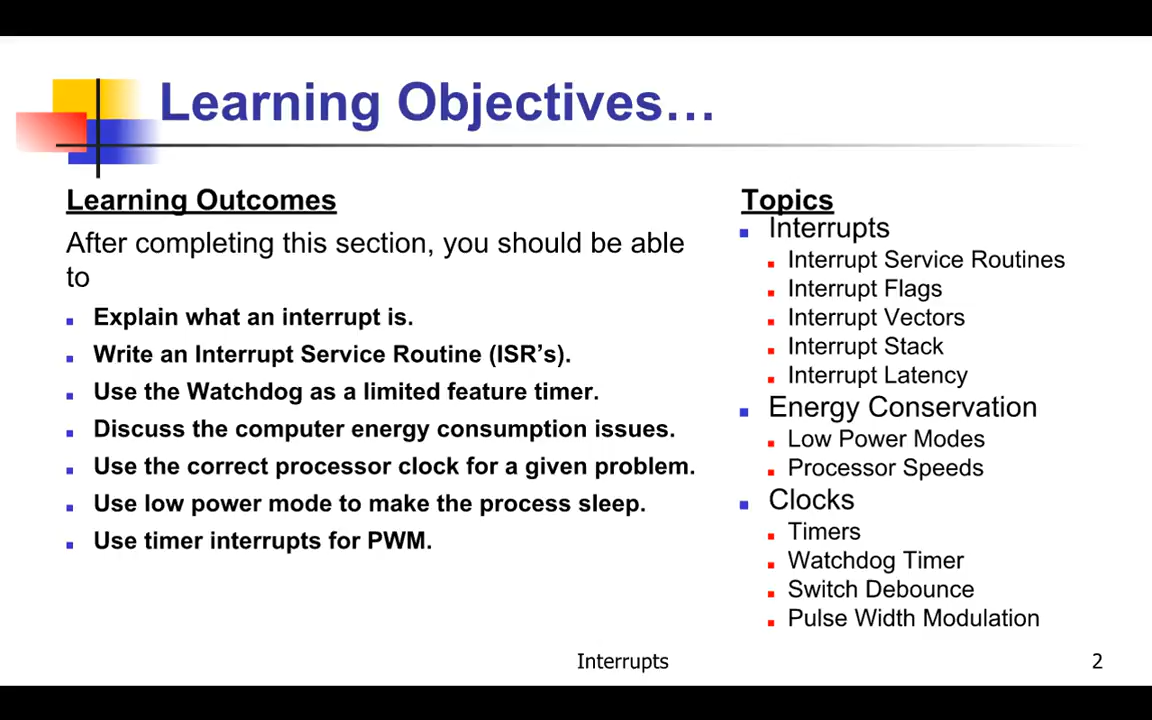 Learning Objectives…
Learning Outcomes
After completing this section, you should be able
to
Explain what an interrupt is.
Write an Interrupt Service Routine (ISR’s).
Use the Watchdog as a limited feature timer.
Discuss the computer energy consumption issues.
Use the correct processor clock for a given problem.
Use low power mode to make the process sleep.
Use timer interrupts for PWM.
Topics
Interrupts
Interrupt Service Routines
Interrupt Flags
Interrupt Vectors
Interrupt Stack
Interrupt Latency
Energy Conservation
Low Power Modes
Processor Speeds
Clocks
Timers
Watchdog Timer
Switch Debounce
Pulse Width Modulation
Interrupts
2